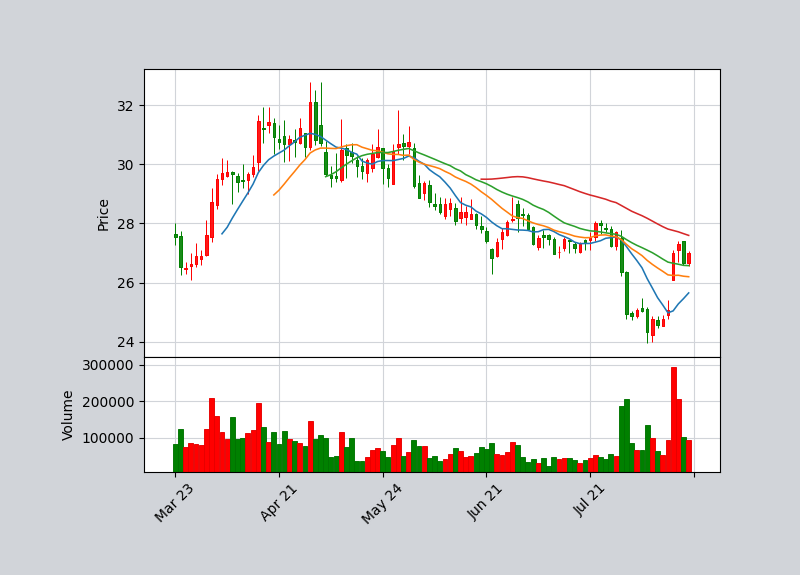 Price
32
30
28
26
24
Volume
300000
200000
100000
Mar 23
Apr 21
May 24
Jun 21
Jul 21